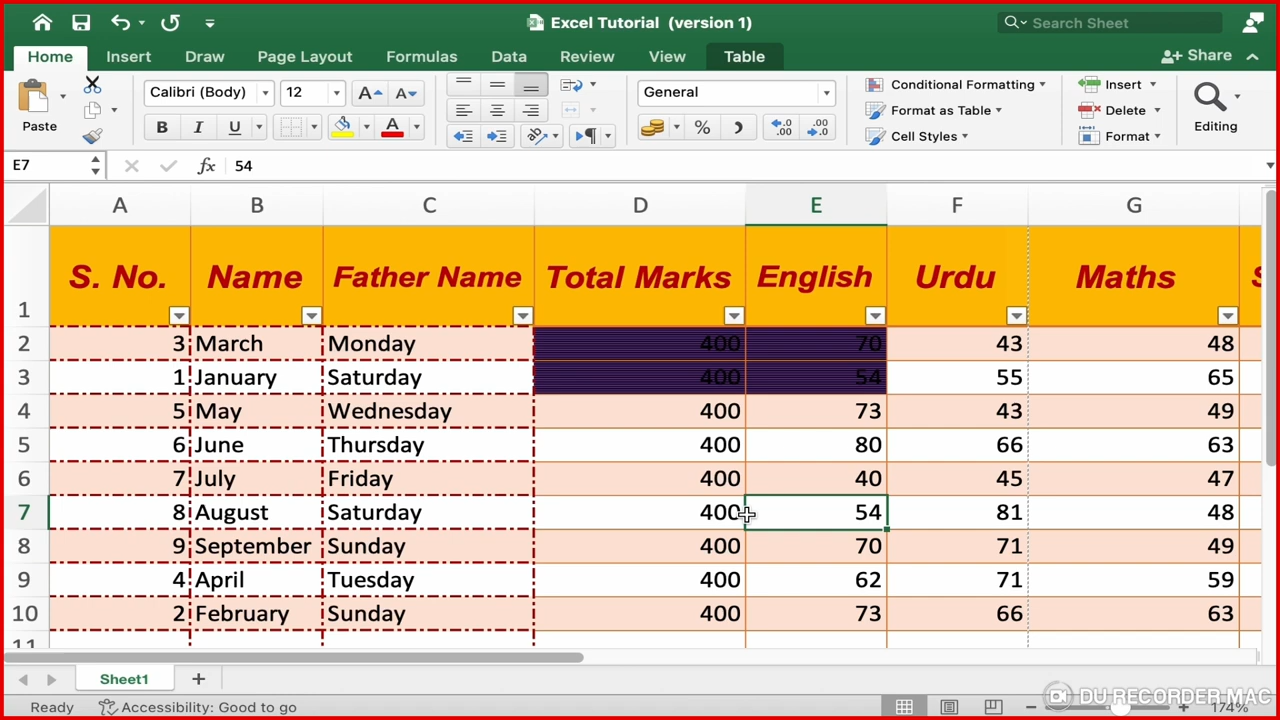 Excel Tutorial (version 1)
Search Sheet
Home Insert Draw Page Layout Formulas Data Review View Table Share
Paste
Calibri (Body) 12
B I U A
General
Conditional Formatting
Format as Table
Cell Styles
Insert
Delete
Format
Editing
E7 fx 54
A B C D E F G
1 S. No. Name Father Name Total Marks English Urdu Maths S
2 3 March Monday 400 70 43 48
3 1 January Saturday 400 54 55 65
4 5 May Wednesday 400 73 43 49
5 6 June Thursday 400 80 66 63
6 7 July Friday 400 40 45 47
7 8 August Saturday 400 54 81 48
8 9 September Sunday 400 70 71 49
9 4 April Tuesday 400 62 71 59
10 2 February Sunday 400 73 66 63
11
Sheet1 +
Ready Accessibility: Good to go 174%
DU RECORDER MAC